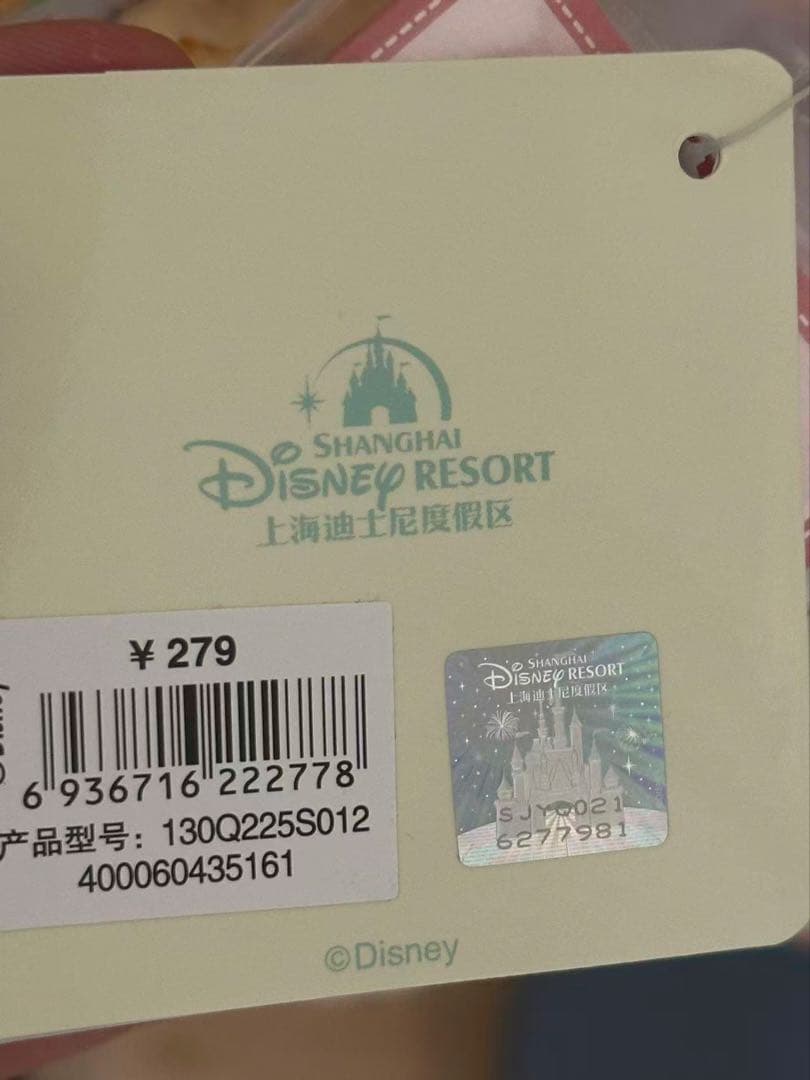 SHANGHAI
Disney RESORT
上海迪士尼度假区
¥ 279
6 936716 222778
产品型号：130Q225S012
400060435161
SHANGHAI
Disney RESORT
上海迪士尼度假区
SJY0021
6277981
©Disney